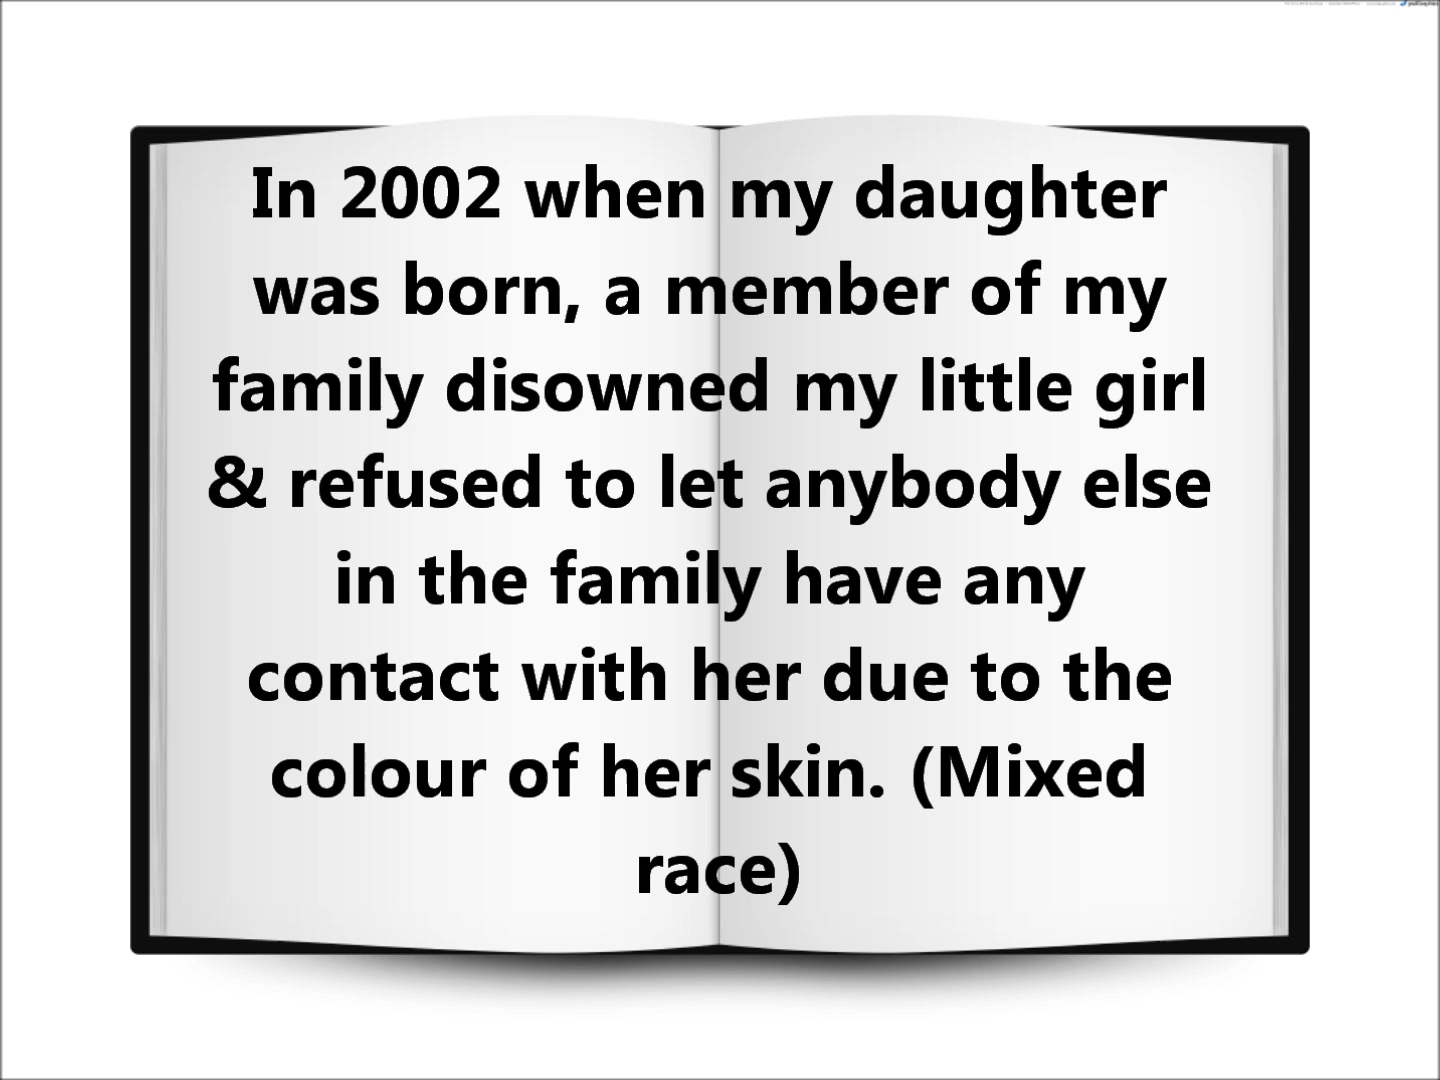 In 2002 when my daughter
was born, a member of my
family disowned my little girl
& refused to let anybody else
in the family have any
contact with her due to the
colour of her skin. (Mixed
race)